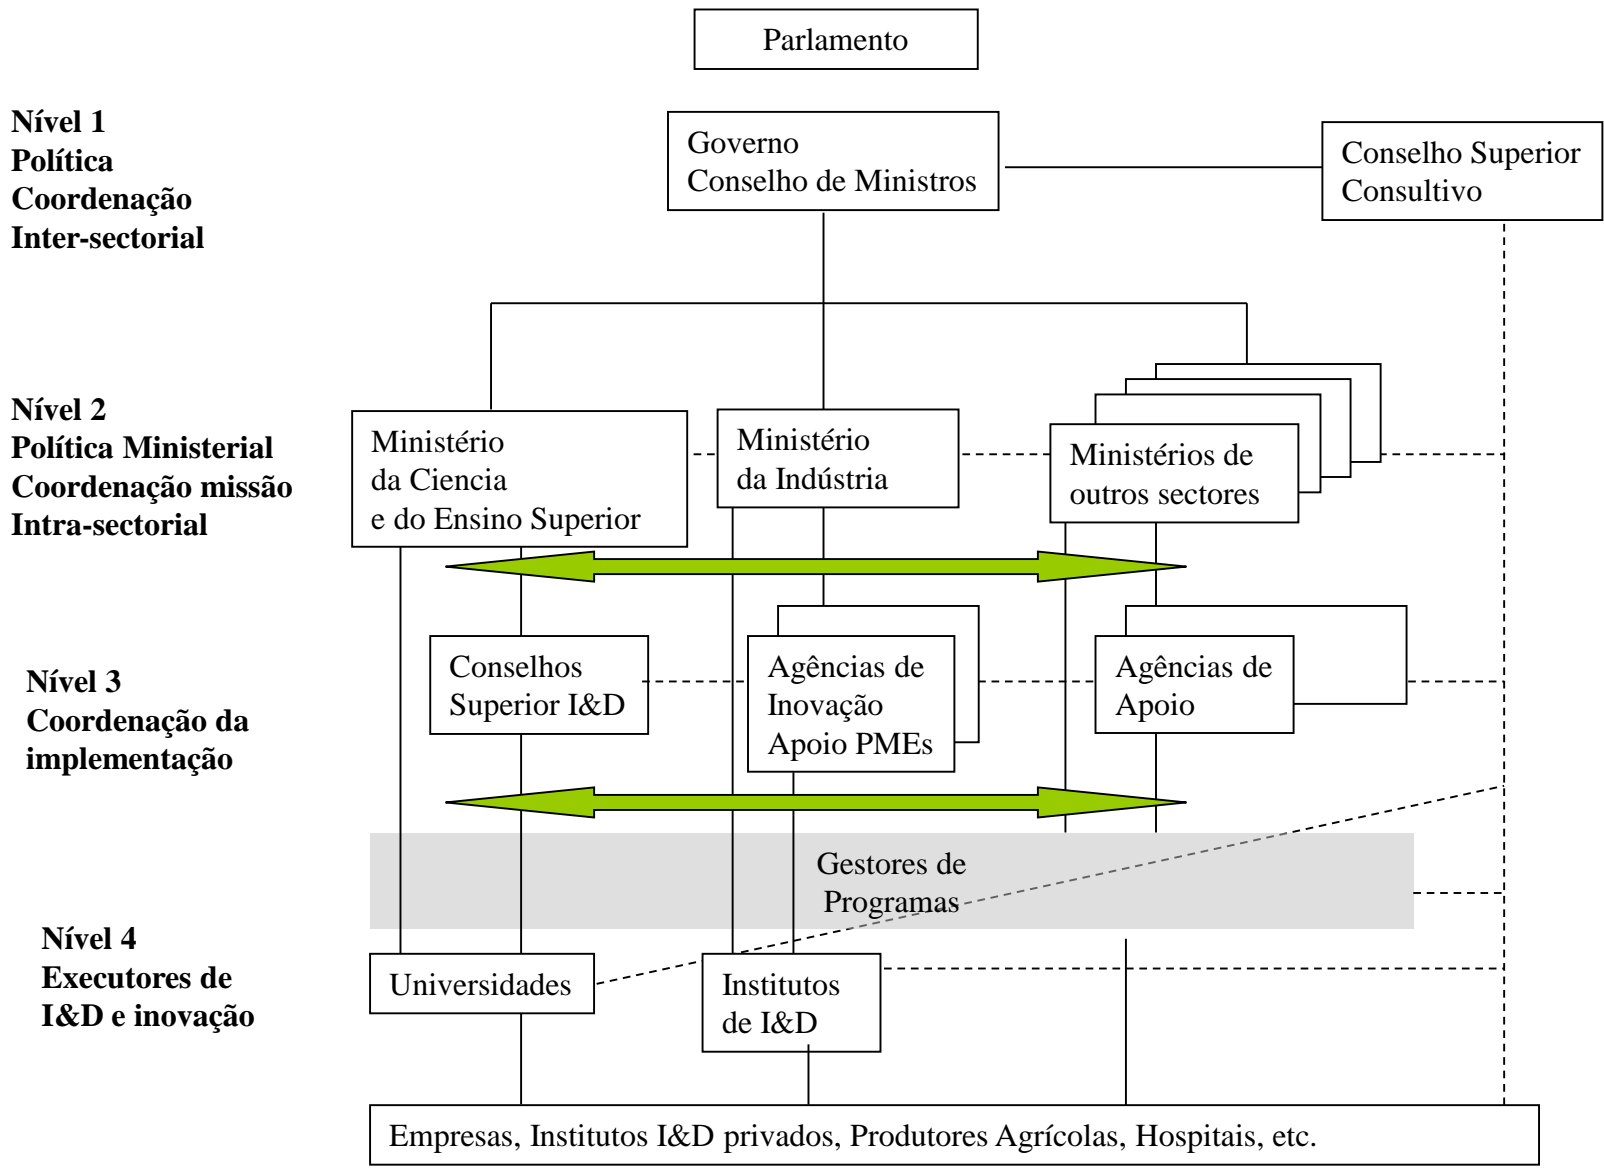 Parlamento
Nível 1
Política
Coordenação
Inter-sectorial
Governo
Conselho de Ministros
Conselho Superior
Consultivo
Nível 2
Política Ministerial
Coordenação missão
Intra-sectorial
Ministério
da Ciencia
e do Ensino Superior
Ministério
da Indústria
Ministérios de
outros sectores
Nível 3
Coordenação da
implementação
Conselhos
Superior I&D
Agências de
Inovação
Apoio PMEs
Agências de
Apoio
Gestores de
Programas
Nível 4
Executores de
I&D e inovação
Universidades
Institutos
de I&D
Empresas, Institutos I&D privados, Produtores Agrícolas, Hospitais, etc.